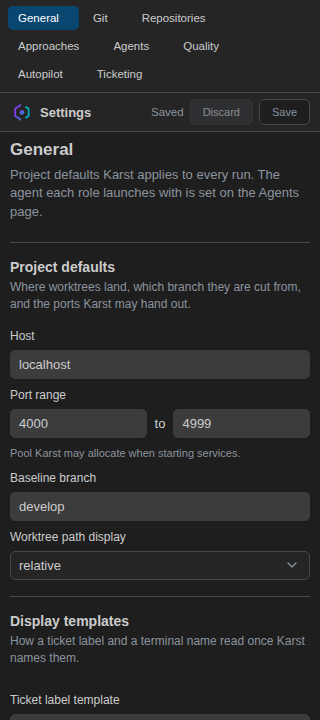 General
Git
Repositories
Approaches
Agents
Quality
Autopilot
Ticketing
Settings
Saved
Discard
Save
General
Project defaults Karst applies to every run. The
agent each role launches with is set on the Agents
page.
Project defaults
Where worktrees land, which branch they are cut from,
and the ports Karst may hand out.
Host
localhost
Port range
4000 to 4999
Pool Karst may allocate when starting services.
Baseline branch
develop
Worktree path display
relative
Display templates
How a ticket label and a terminal name read once Karst
names them.
Ticket label template